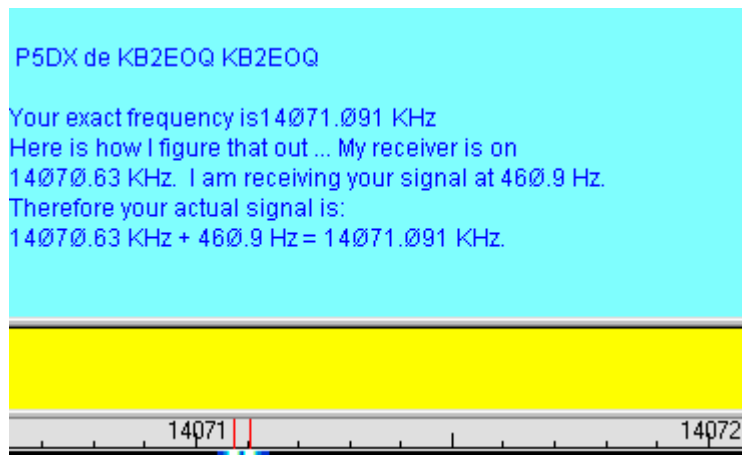 P5DX de KB2EOQ KB2EOQ
Your exact frequency is14Ø71.Ø91 KHz
Here is how I figure that out ... My receiver is on
14Ø7Ø.63 KHz.  I am receiving your signal at 46Ø.9 Hz.
Therefore your actual signal is:
14Ø7Ø.63 KHz + 46Ø.9 Hz = 14Ø71.Ø91 KHz.
14071 14072